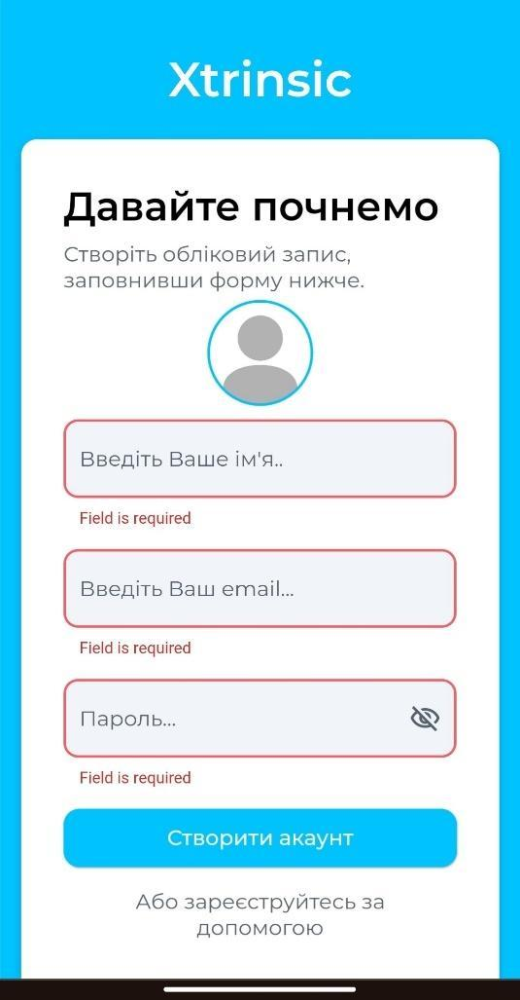 Xtrinsic
Давайте почнемо
Створіть обліковий запис,
заповнивши форму нижче.
Введіть Ваше ім'я..
Field is required
Введіть Ваш email...
Field is required
Пароль...
Field is required
Створити акаунт
Або зареєструйтесь за
допомогою